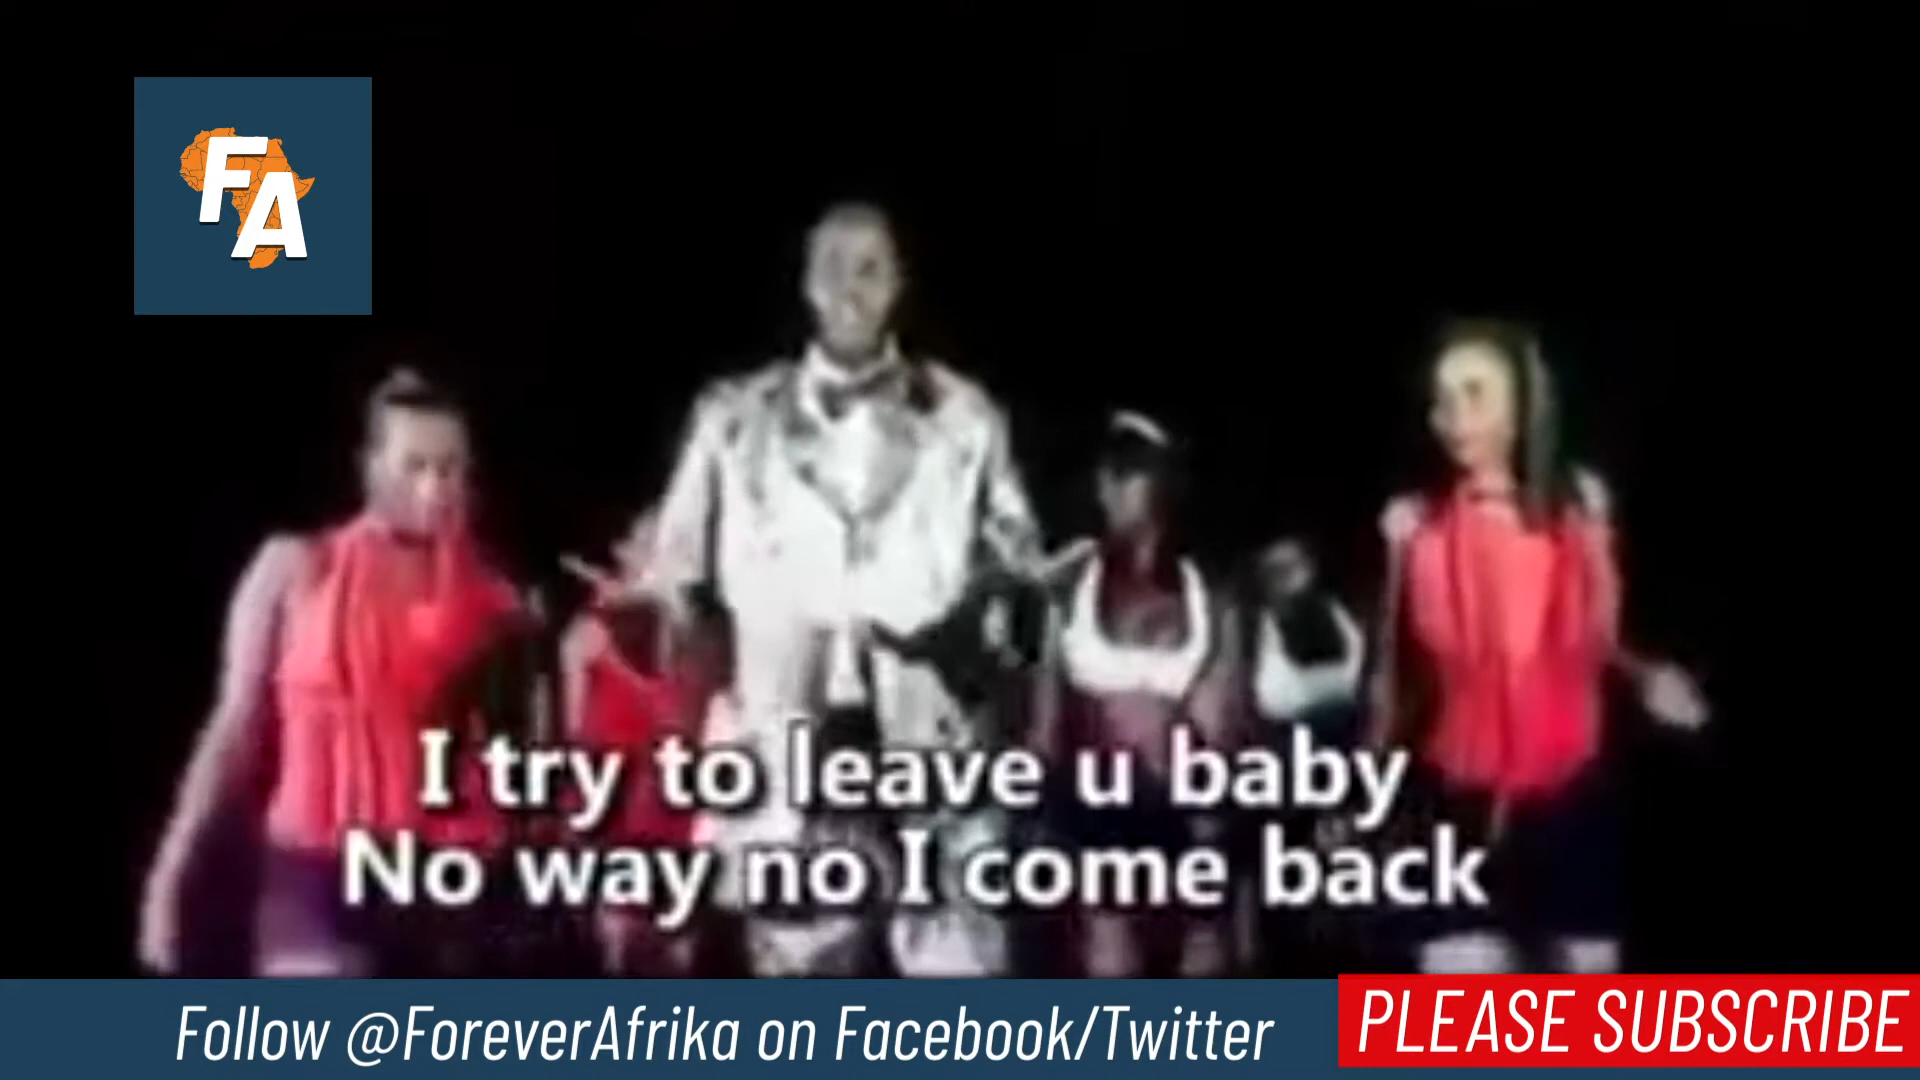 FA
I try to leave u baby
No way no I come back
Follow @ForeverAfrika on Facebook/Twitter
PLEASE SUBSCRIBE